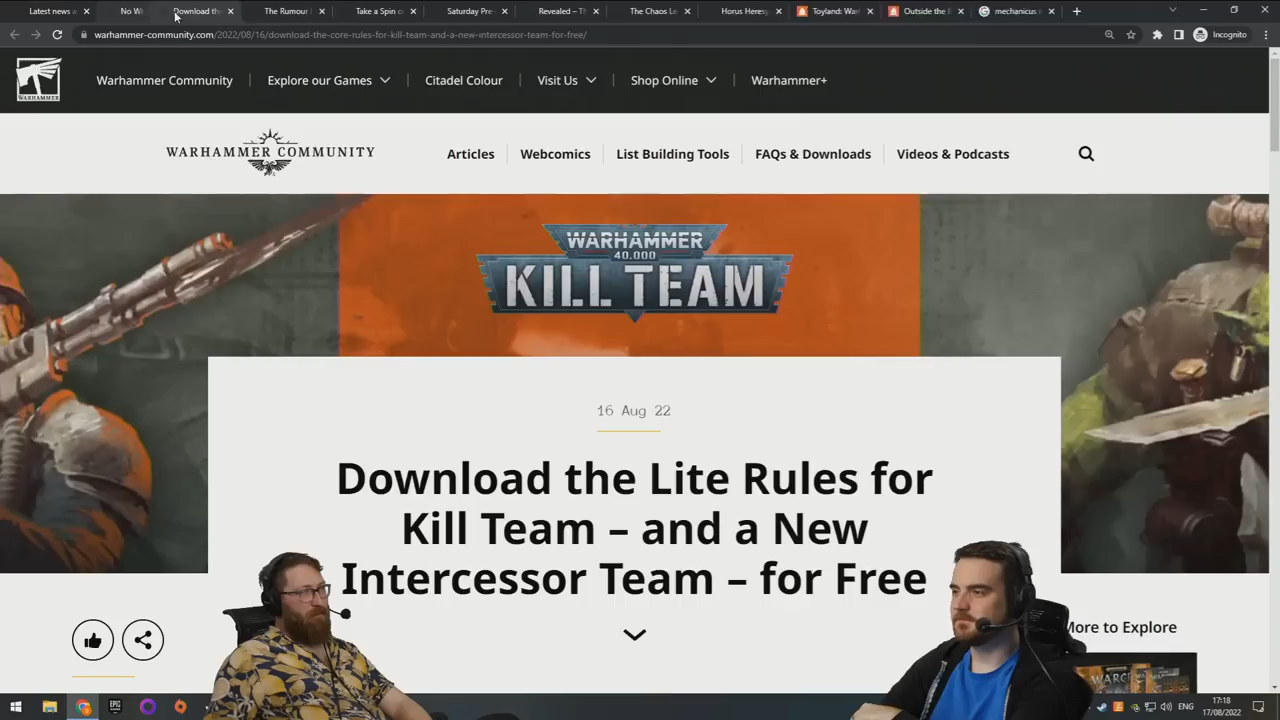 Latest news a
No W
Download the
The Rumour
Take a Spin o
Saturday Pre-
Revealed – Th
The Chaos Le
Horus Heresy
Toyland: War
Outside the
mechanicus
Incognito
warhammer-community.com/2022/08/16/download-the-core-rules-for-kill-team-and-a-new-intercessor-team-for-free/
WARHAMMER
Warhammer Community
Explore our Games
Citadel Colour
Visit Us
Shop Online
Warhammer+
WARHAMMER COMMUNITY
Articles
Webcomics
List Building Tools
FAQs & Downloads
Videos & Podcasts
WARHAMMER
40,000
KILL TEAM
16 Aug 22
Download the Lite Rules for
Kill Team – and a New
Intercessor Team – for Free
More to Explore
EPIC
ENG
17:18
17/08/2022